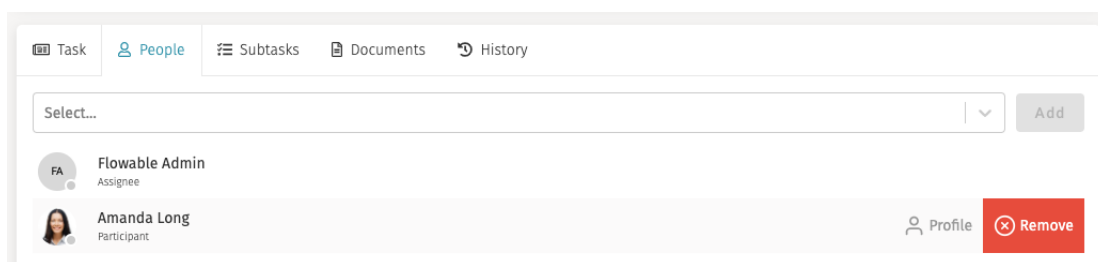 Task People Subtasks Documents History
Select... Add
FA Flowable Admin
Assignee
Amanda Long
Participant
Profile Remove